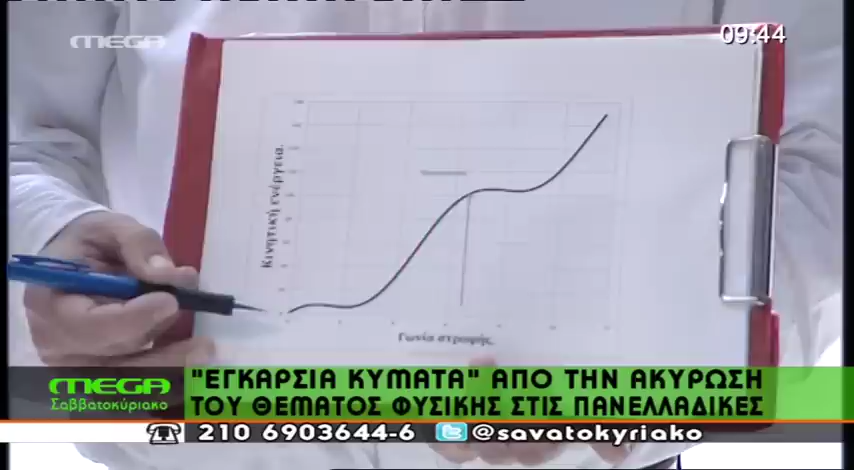 MEGA
09:44
Κινητική ενέργεια.
Γωνία στροφής.
MEGA
Σαββατοκύριακο
"ΕΓΚΑΡΣΙΑ ΚΥΜΑΤΑ" ΑΠΟ ΤΗΝ ΑΚΥΡΩΣΗ
ΤΟΥ ΘΕΜΑΤΟΣ ΦΥΣΙΚΗΣ ΣΤΙΣ ΠΑΝΕΛΛΑΔΙΚΕΣ
210 6903644-6 @savatokyriako